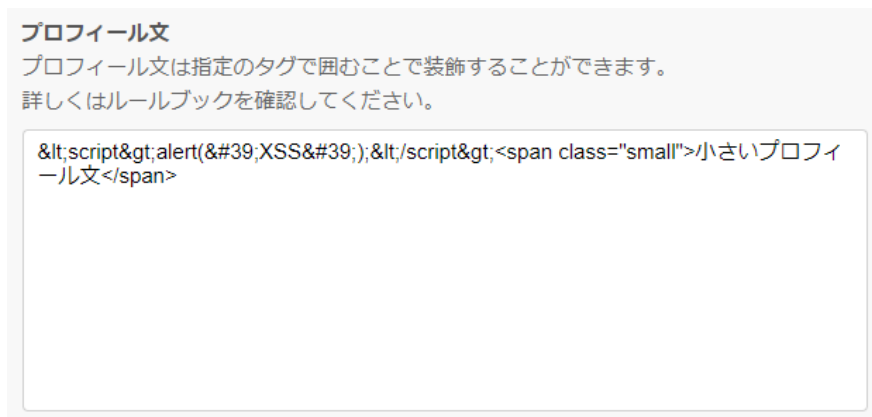 プロフィール文
プロフィール文は指定のタグで囲むことで装飾することができます。
詳しくはルールブックを確認してください。
&lt;script&gt;alert(&#39;XSS&#39;);&lt;/script&gt;<span class="small">小さいプロフィ
ール文</span>